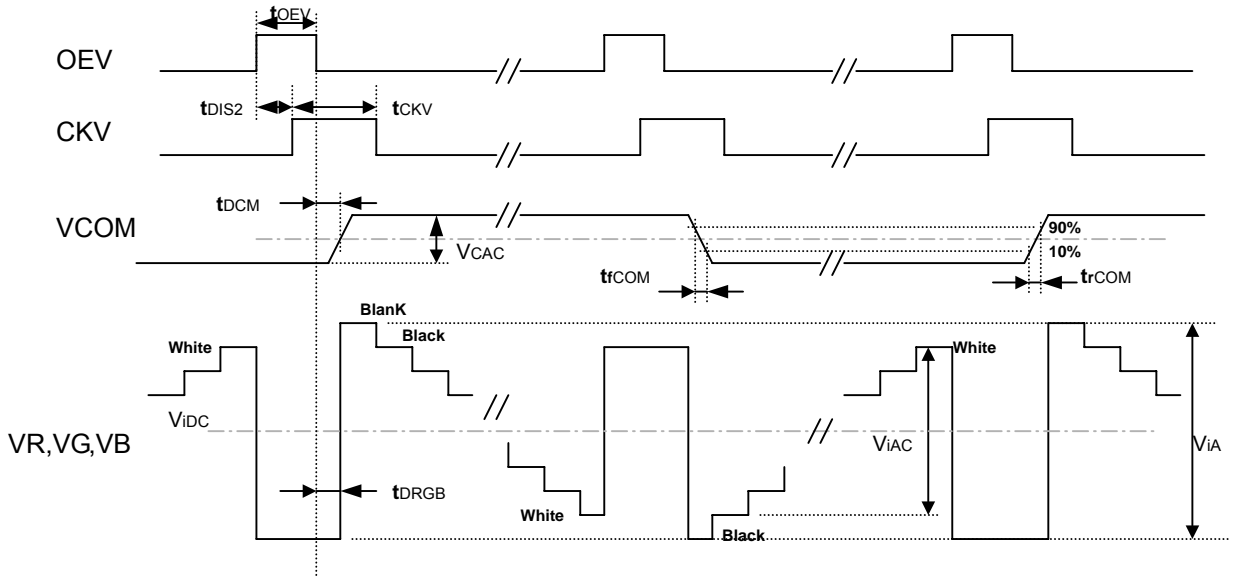 tOEV
OEV
tDIS2
tCKV
CKV
tDCM
VCOM
VCAC
90%
10%
tfCOM
trCOM
BlanK
White
Black
White
ViDC
VR,VG,VB
ViAC
ViA
tDRGB
White
Black